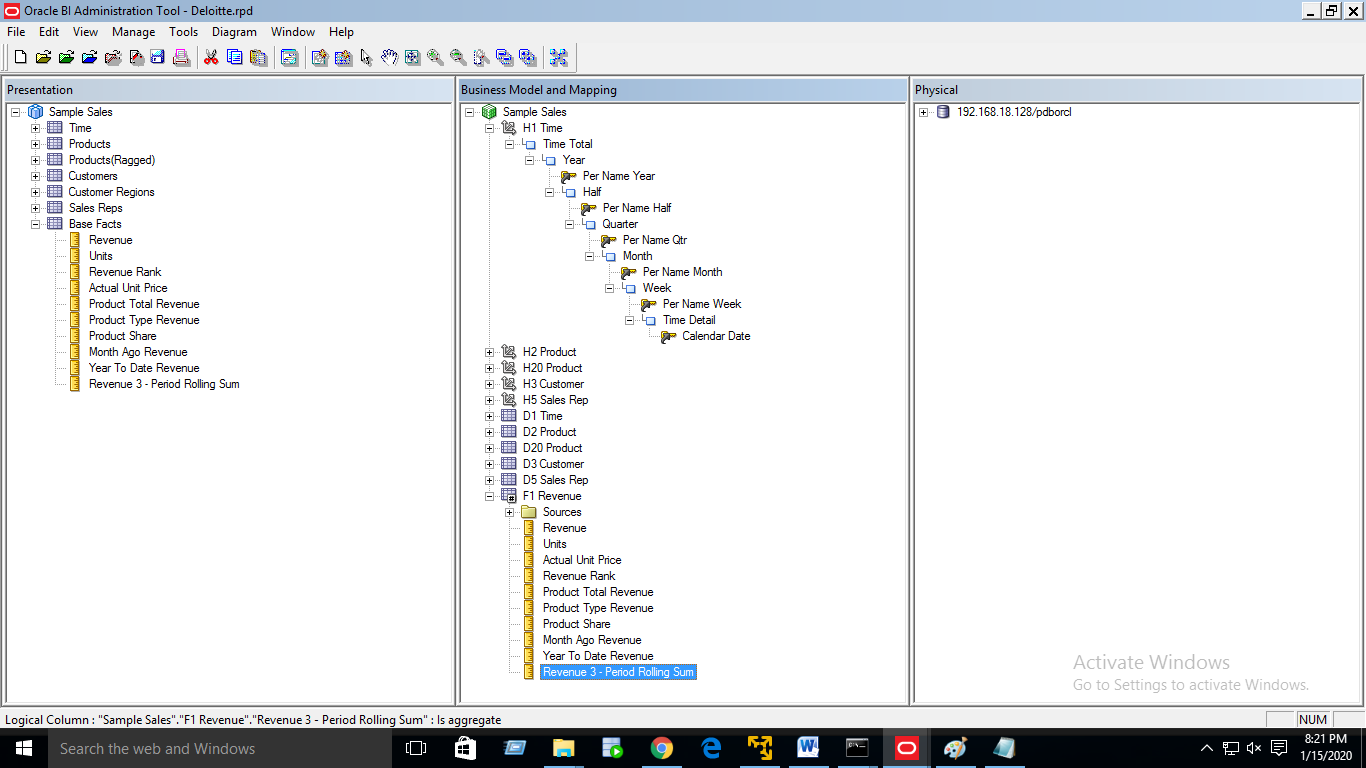 Oracle BI Administration Tool - Deloitte.rpd
File Edit View Manage Tools Diagram Window Help
Presentation
Sample Sales
Time
Products
Products(Ragged)
Customers
Customer Regions
Sales Reps
Base Facts
Revenue
Units
Revenue Rank
Actual Unit Price
Product Total Revenue
Product Type Revenue
Product Share
Month Ago Revenue
Year To Date Revenue
Revenue 3 - Period Rolling Sum
Business Model and Mapping
Sample Sales
H1 Time
Time Total
Year
Per Name Year
Half
Per Name Half
Quarter
Per Name Qtr
Month
Per Name Month
Week
Per Name Week
Time Detail
Calendar Date
H2 Product
H20 Product
H3 Customer
H5 Sales Rep
D1 Time
D2 Product
D20 Product
D3 Customer
D5 Sales Rep
F1 Revenue
Sources
Revenue
Units
Actual Unit Price
Revenue Rank
Product Total Revenue
Product Type Revenue
Product Share
Month Ago Revenue
Year To Date Revenue
Revenue 3 - Period Rolling Sum
Physical
192.168.18.128/pdborcl
Activate Windows
Go to Settings to activate Windows.
Logical Column : "Sample Sales"."F1 Revenue"."Revenue 3 - Period Rolling Sum" : Is aggregate
NUM
Search the web and Windows
8:21 PM
1/15/2020